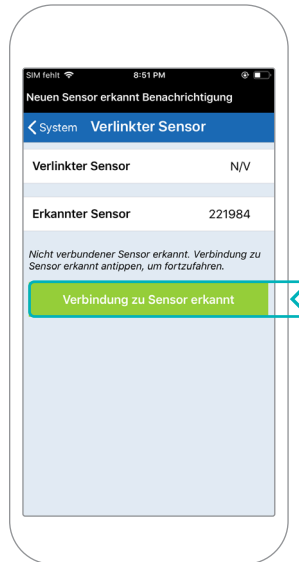 SIM fehlt 8:51 PM
Neuen Sensor erkannt Benachrichtigung
System Verlinkter Sensor
Verlinkter Sensor N/V
Erkannter Sensor 221984
Nicht verbundener Sensor erkannt. Verbindung zu
Sensor erkannt antippen, um fortzufahren.
Verbindung zu Sensor erkannt